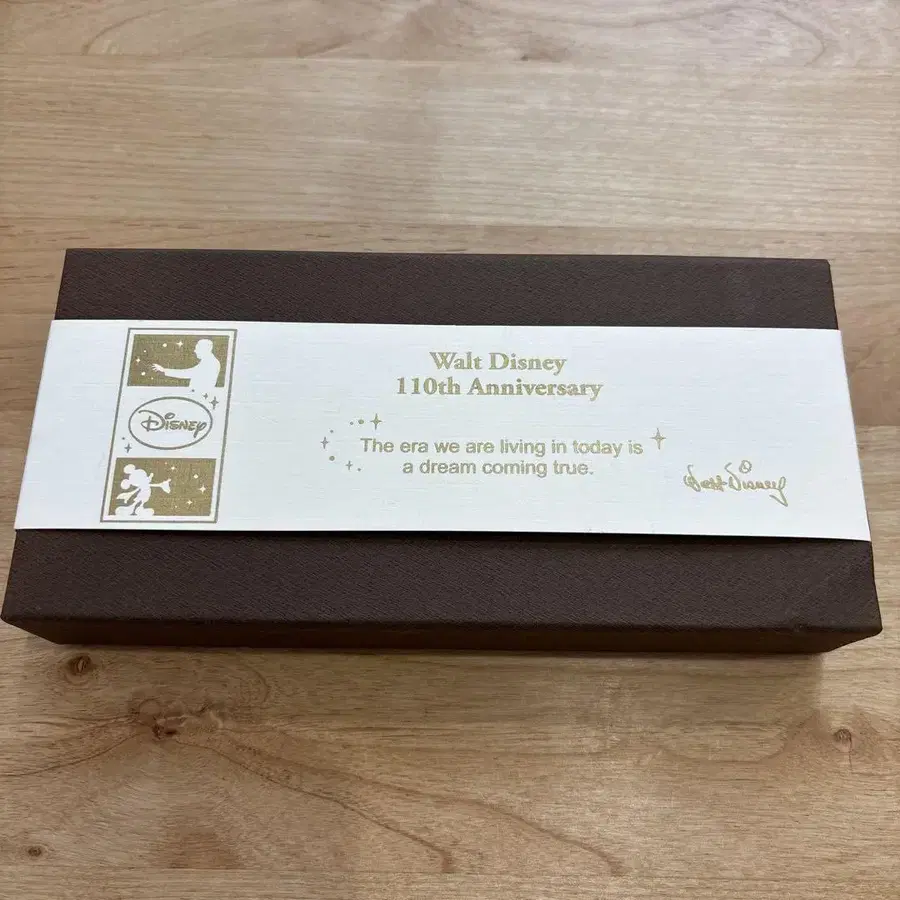 Walt Disney
110th Anniversary
Disney
The era we are living in today is
a dream coming true.
Walt Disney